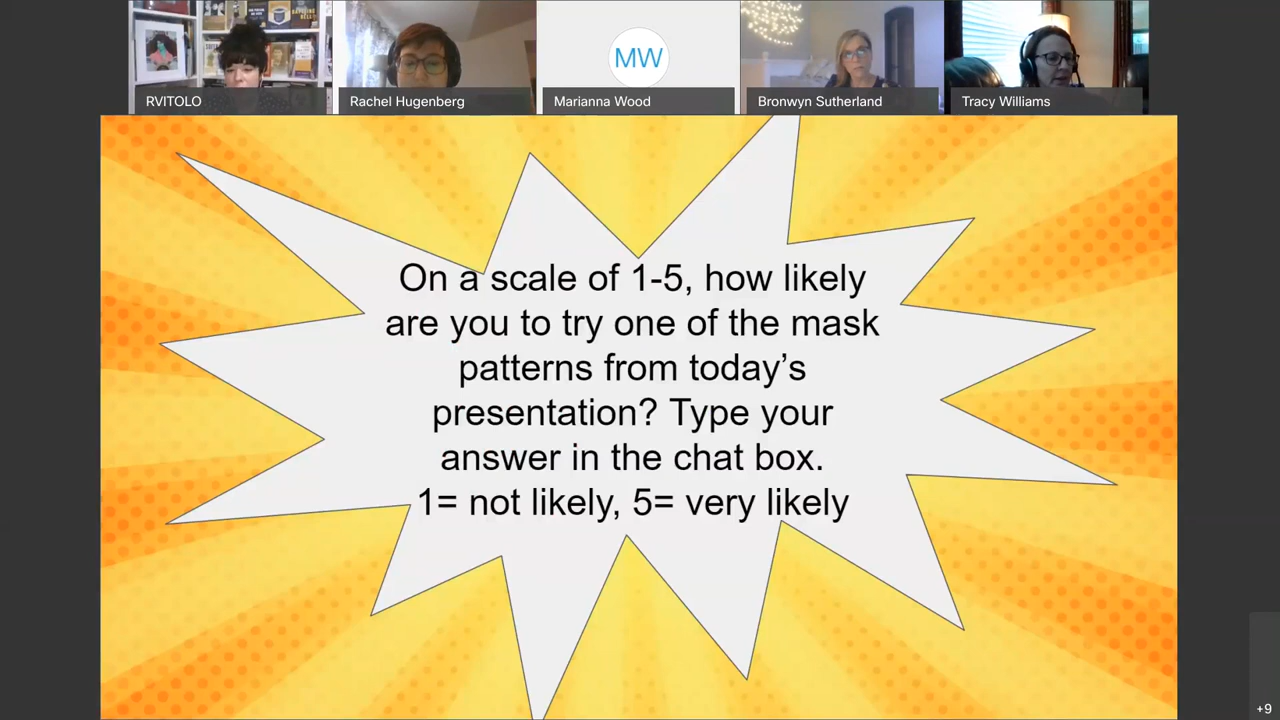 MW
RVITOLO
Rachel Hugenberg
Marianna Wood
Bronwyn Sutherland
Tracy Williams
On a scale of 1-5, how likely
are you to try one of the mask
patterns from today’s
presentation? Type your
answer in the chat box.
1= not likely, 5= very likely
+9